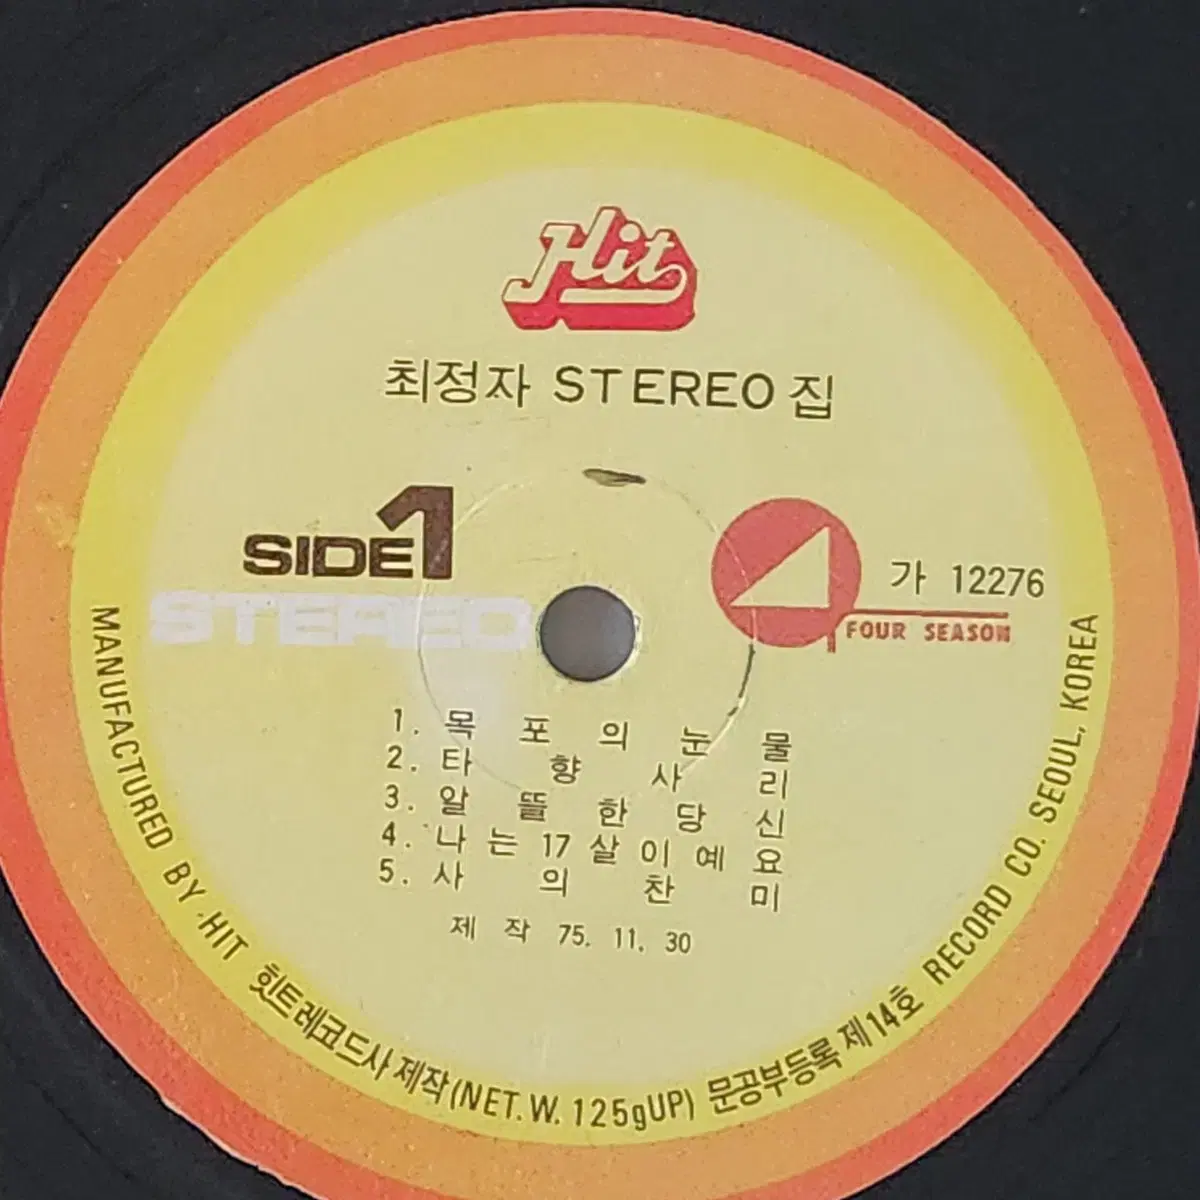 Hit
최정자 STEREO 집
SIDE 1
STEREO
가 12276
FOUR SEASON
1. 목포의눈물
2. 타향사리
3. 알뜰한당신
4. 나는17살이예요
5. 사의찬미
제작 75. 11. 30
MANUFACTURED BY HIT 힛트레코드사 제작 (NET. W. 125gUP) 문공부등록 제14호 RECORD CO. SEOUL, KOREA